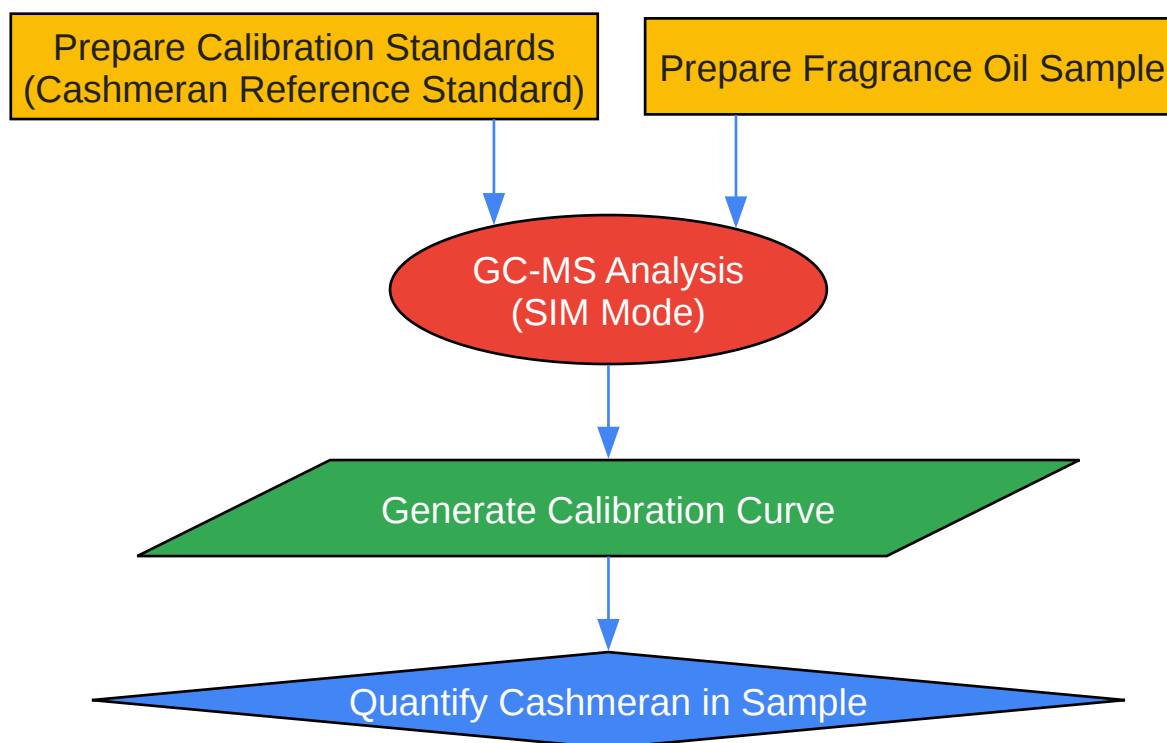 Prepare Calibration Standards
(Cashmeran Reference Standard)
Prepare Fragrance Oil Sample
GC-MS Analysis
(SIM Mode)
Generate Calibration Curve
Quantify Cashmeran in Sample